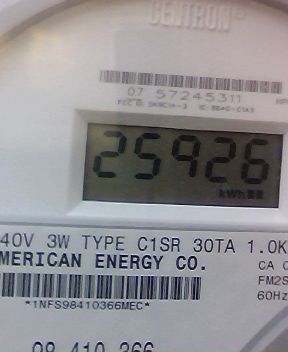 CENTRON®
07 57245311
25926
kWh
40V 3W TYPE C1SR 30TA 1.0K
MERICAN ENERGY CO.
CA 0
FM2S
*1NFS98410366MEC*
60Hz
98 410 366